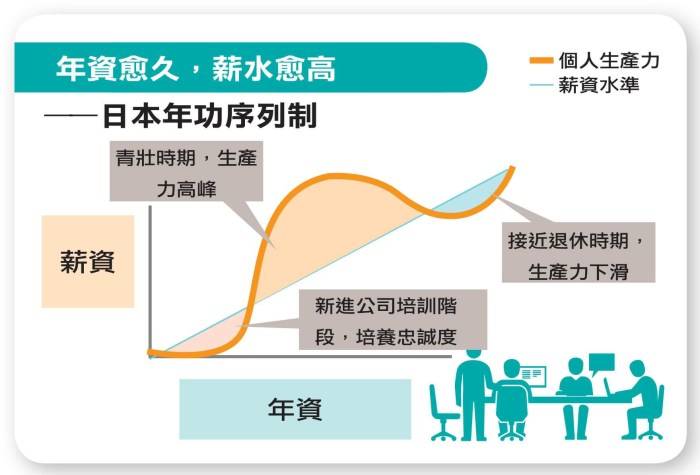 年資愈久，薪水愈高
——日本年功序列制
個人生產力
薪資水準
青壯時期，生產
力高峰
薪資
接近退休時期，
生產力下滑
新進公司培訓階
段，培養忠誠度
年資